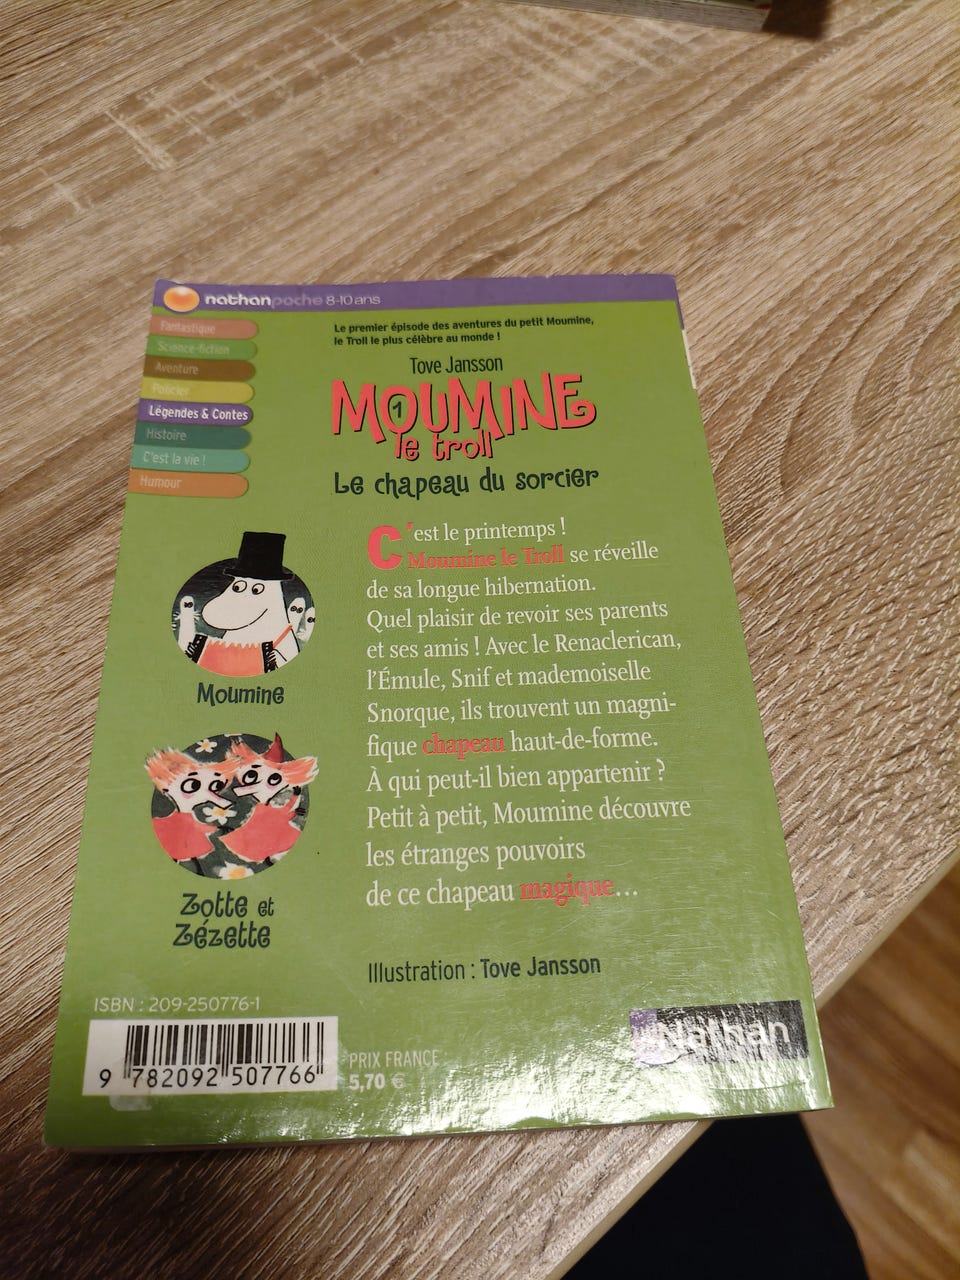 nathanpoche 8-10 ans
Fantastique
Science-fiction
Aventure
Policier
Légendes & Contes
Histoire
C'est la vie !
Humour
Le premier épisode des aventures du petit Moumine,
le Troll le plus célèbre au monde !
Tove Jansson
MOUMINE
1
le troll
Le chapeau du sorcier
C'est le printemps !
Moumine le Troll se réveille
de sa longue hibernation.
Quel plaisir de revoir ses parents
et ses amis ! Avec le Renaclerican,
l'Émule, Snif et mademoiselle
Snorque, ils trouvent un magni-
fique chapeau haut-de-forme.
À qui peut-il bien appartenir ?
Petit à petit, Moumine découvre
les étranges pouvoirs
de ce chapeau magique...
Moumine
Zotte et
Zézette
Illustration : Tove Jansson
ISBN : 209-250776-1
9 782092 507766
PRIX FRANCE
5,70 €
Nathan